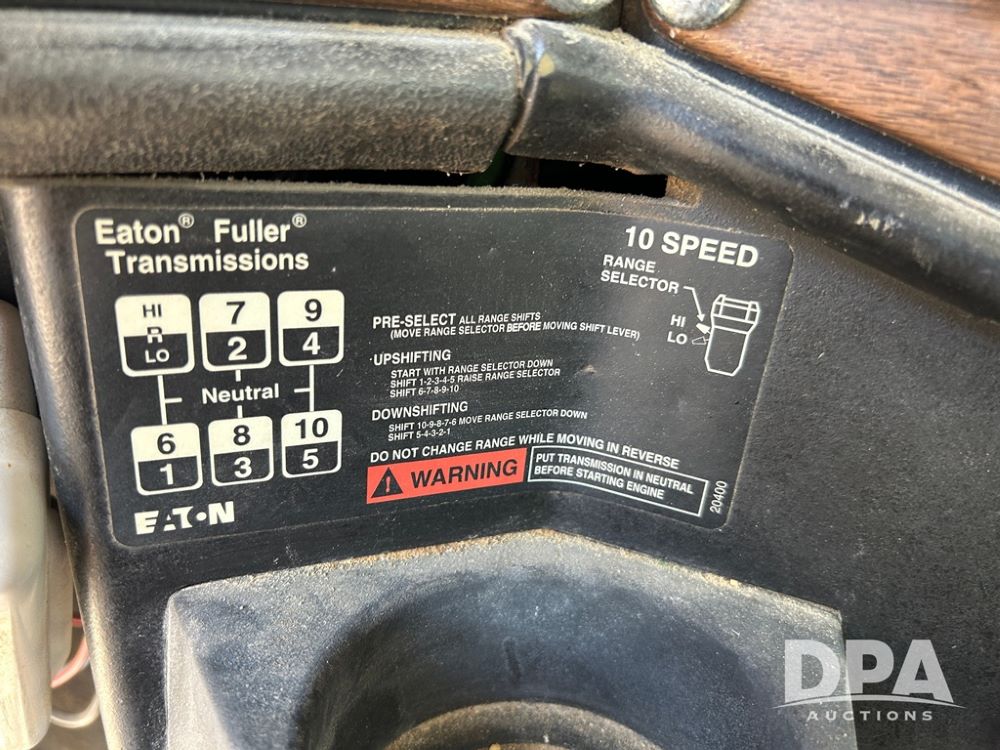 Eaton® Fuller®
Transmissions
10 SPEED
RANGE
SELECTOR
HI
LO
HI
R
LO
7
2
9
4
Neutral
6
1
8
3
10
5
PRE-SELECT ALL RANGE SHIFTS
(MOVE RANGE SELECTOR BEFORE MOVING SHIFT LEVER)
UPSHIFTING
START WITH RANGE SELECTOR DOWN
SHIFT 1-2-3-4-5 RAISE RANGE SELECTOR
SHIFT 6-7-8-9-10
DOWNSHIFTING
SHIFT 10-9-8-7-6 MOVE RANGE SELECTOR DOWN
SHIFT 5-4-3-2-1
DO NOT CHANGE RANGE WHILE MOVING IN REVERSE
WARNING
PUT TRANSMISSION IN NEUTRAL
BEFORE STARTING ENGINE
20400
EATON
DPA
AUCTIONS